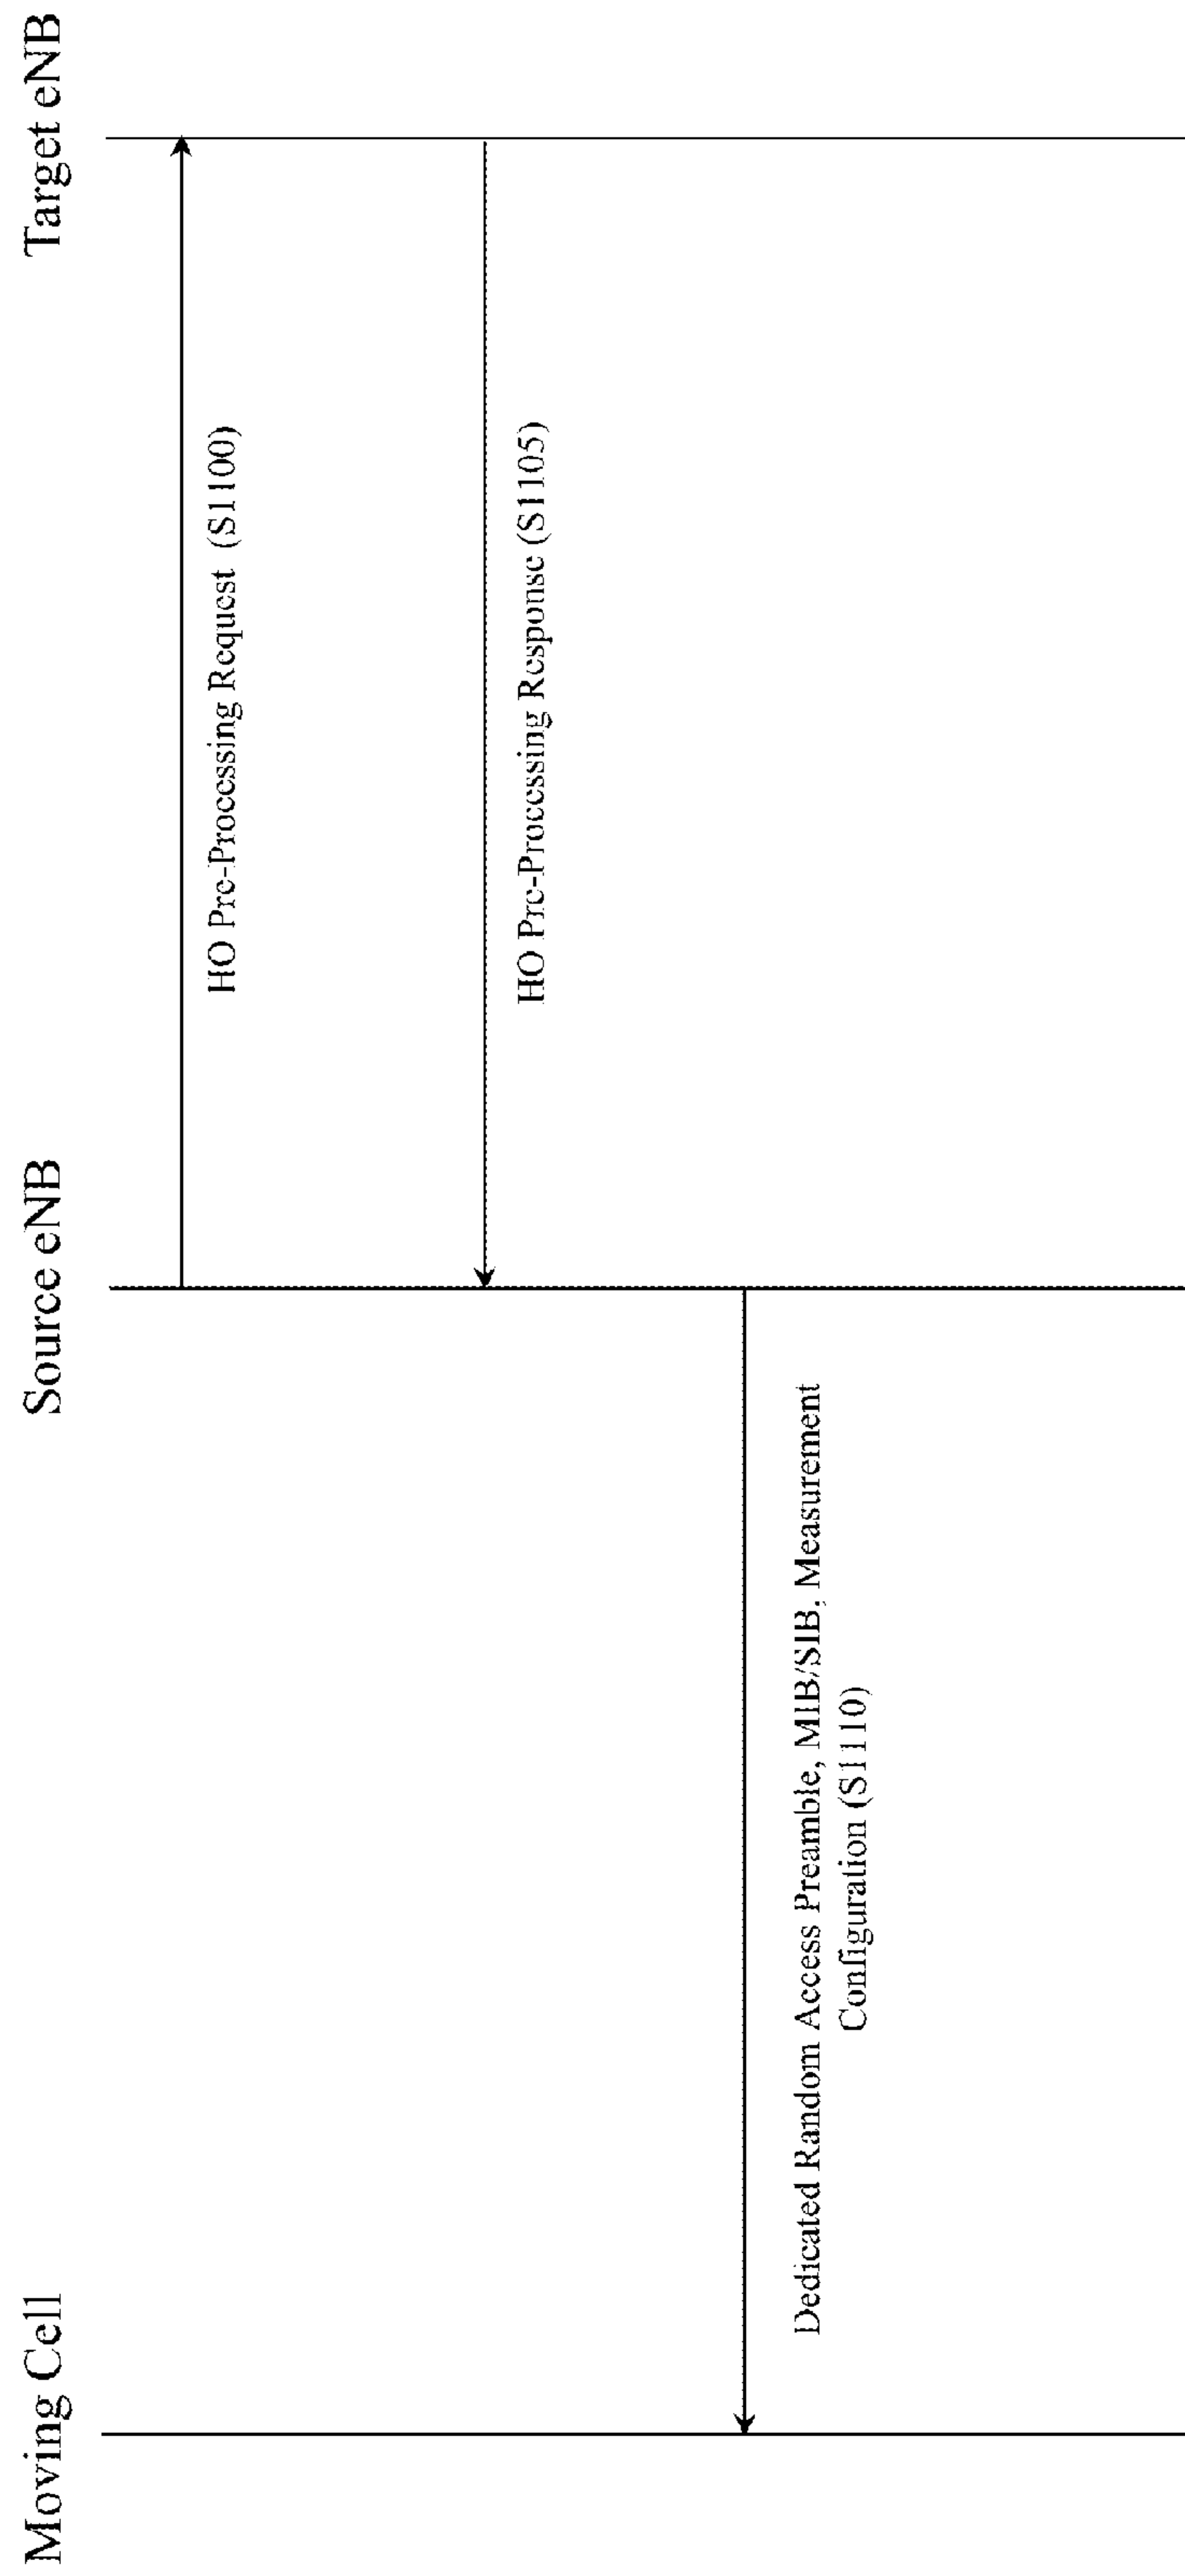 Moving Cell
Source eNB
Target eNB
HO Pre-Processing Request (S1100)
HO Pre-Processing Response (S1105)
Dedicated Random Access Preamble, MIB/SIB, Measurement
Configuration (S1110)